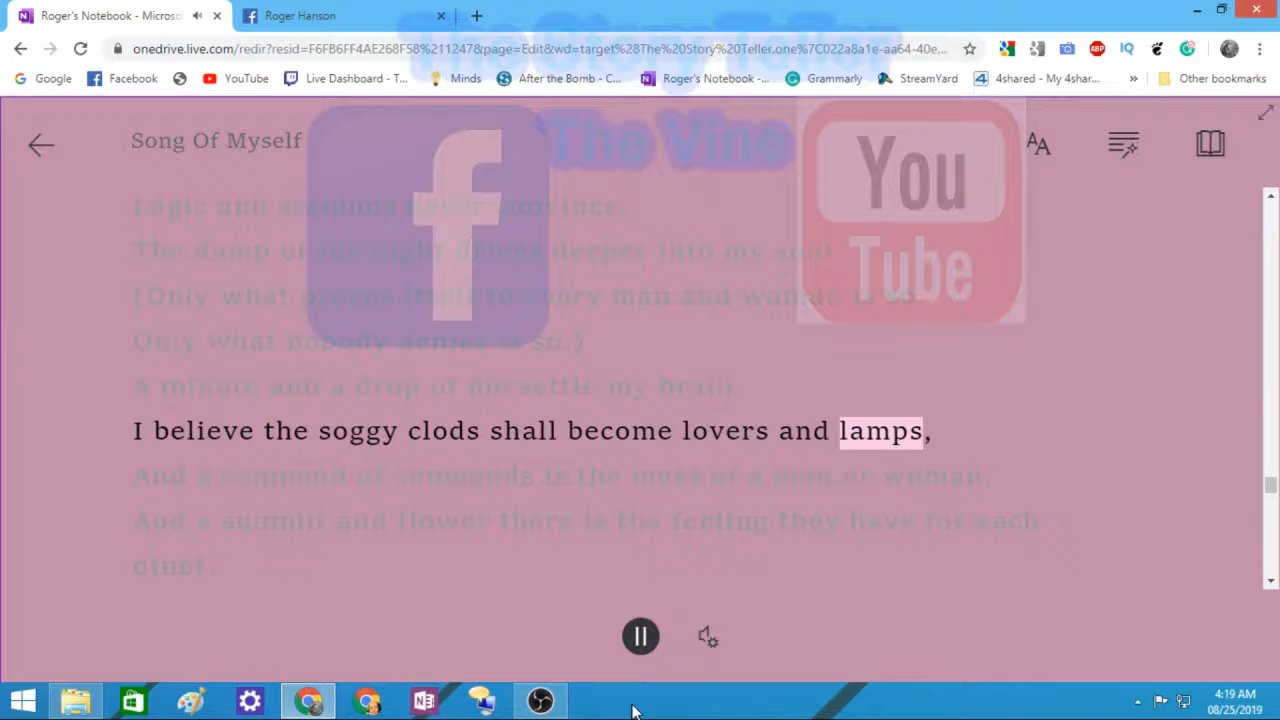 Roger's Notebook - Microso
Roger Hanson
onedrive.live.com/redir?resid=F6FB6FF4AE268F58%211247&page=Edit&wd=target%28The%20Story%20Teller.one%7C022a8a1e-aa64-40e...
ABP
IQ
Google
Facebook
YouTube
Live Dashboard - T...
Minds
After the Bomb - C...
Roger's Notebook -...
Grammarly
StreamYard
4shared - My 4shar...
»
Other bookmarks
The Story Teller
The Vine
f
You
Tube
Song Of Myself
AA
Logic and sermons never convince,
The damp of the night drives deeper into my soul
(Only what proves itself to every man and woman is so
Only what nobody denies is so.)
A minute and a drop of settle my brain
I believe the soggy clods shall become lovers and lamps,
And a compend of compends is the meat of a man or woman,
And a summit and flower there is the feeling they have for each
other,
4:19 AM
08/25/2019